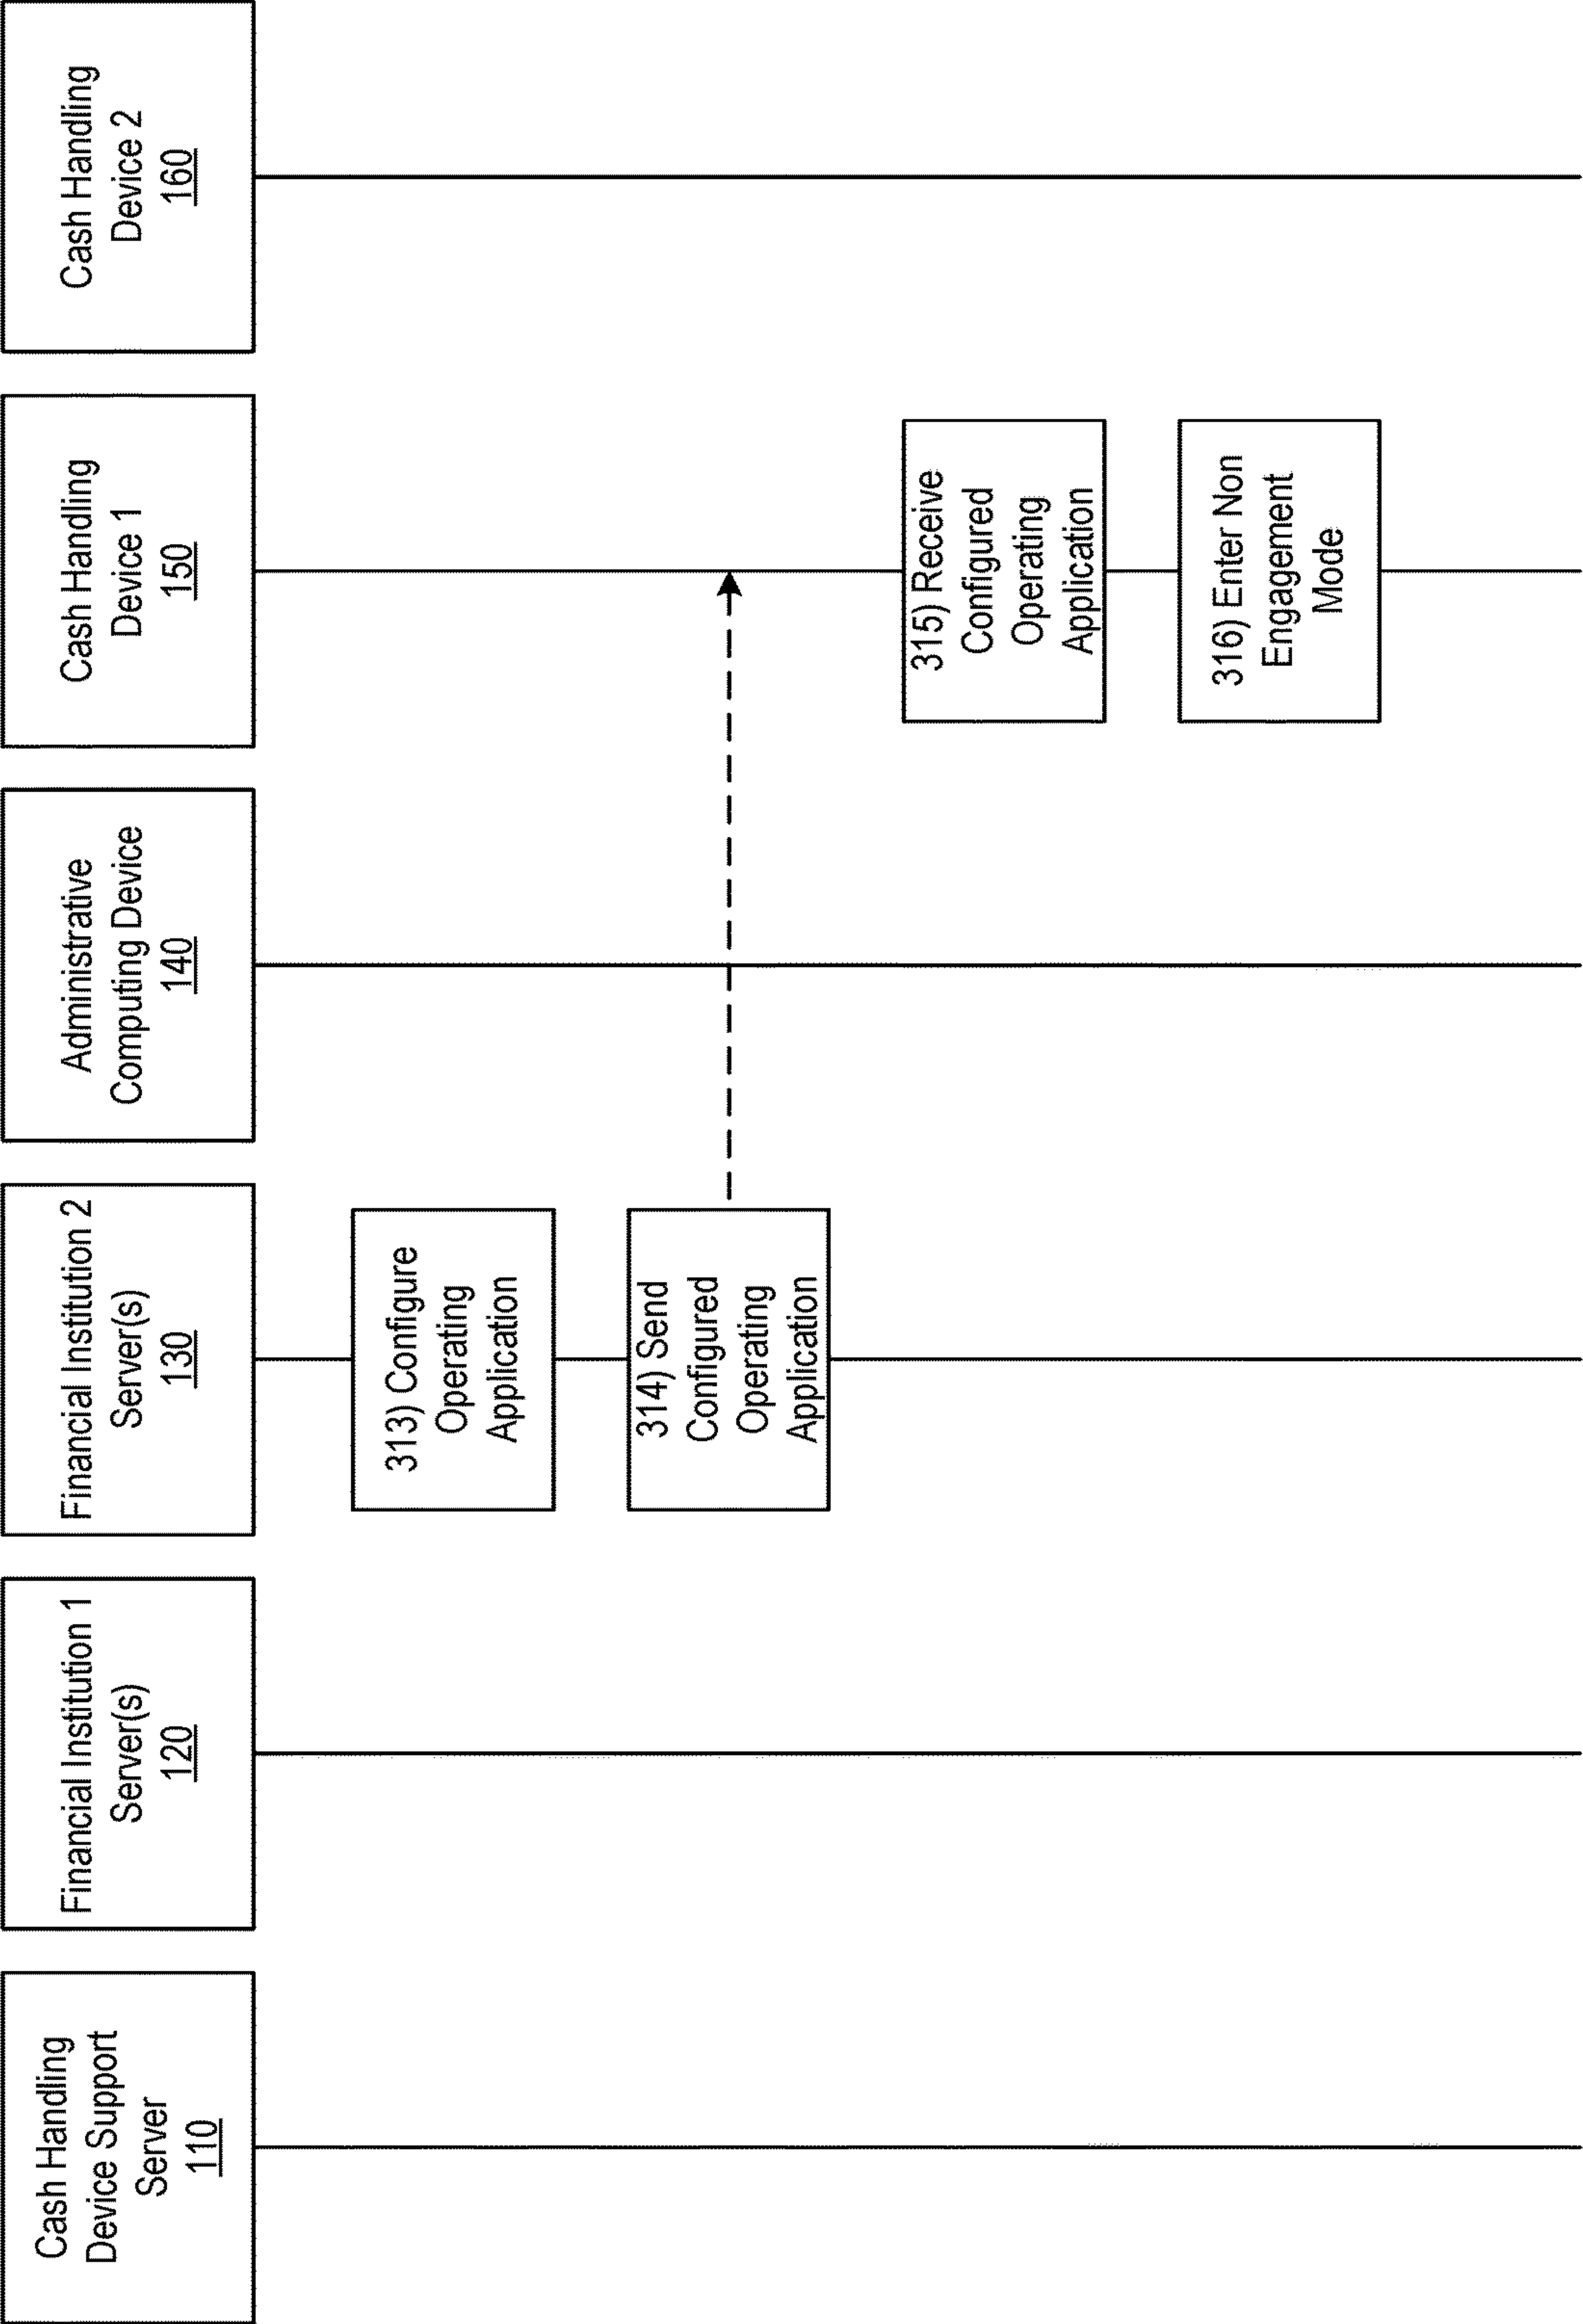 Cash Handling
Device Support
Server
110
Financial Institution 1
Server(s)
120
Financial Institution 2
Server(s)
130
Administrative
Computing Device
140
Cash Handling
Device 1
150
Cash Handling
Device 2
160
313) Configure
Operating
Application
314) Send
Configured
Operating
Application
315) Receive
Configured
Operating
Application
316) Enter Non
Engagement
Mode